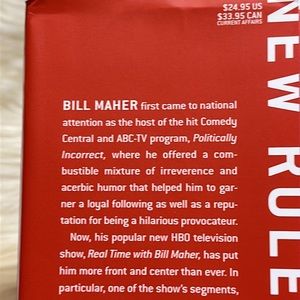 $24.95 US
$33.95 CAN
CURRENT AFFAIRS
NEW RULE
BILL MAHER first came to national
attention as the host of the hit Comedy
Central and ABC-TV program, Politically
Incorrect, where he offered a com-
bustible mixture of irreverence and
acerbic humor that helped him to gar-
ner a loyal following as well as a repu-
tation for being a hilarious provocateur.
Now, his popular new HBO television
show, Real Time with Bill Maher, has put
him more front and center than ever. In
particular, one of the show's segments,